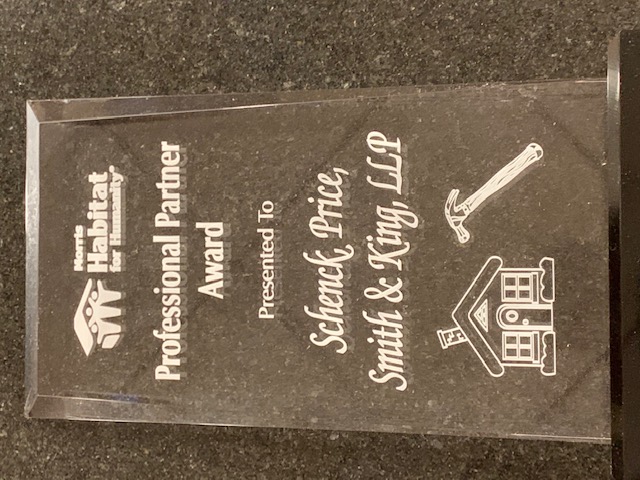 Morris
Habitat
for Humanity®
Professional Partner
Award
Presented To
Schenck Price,
Smith & King, LLP